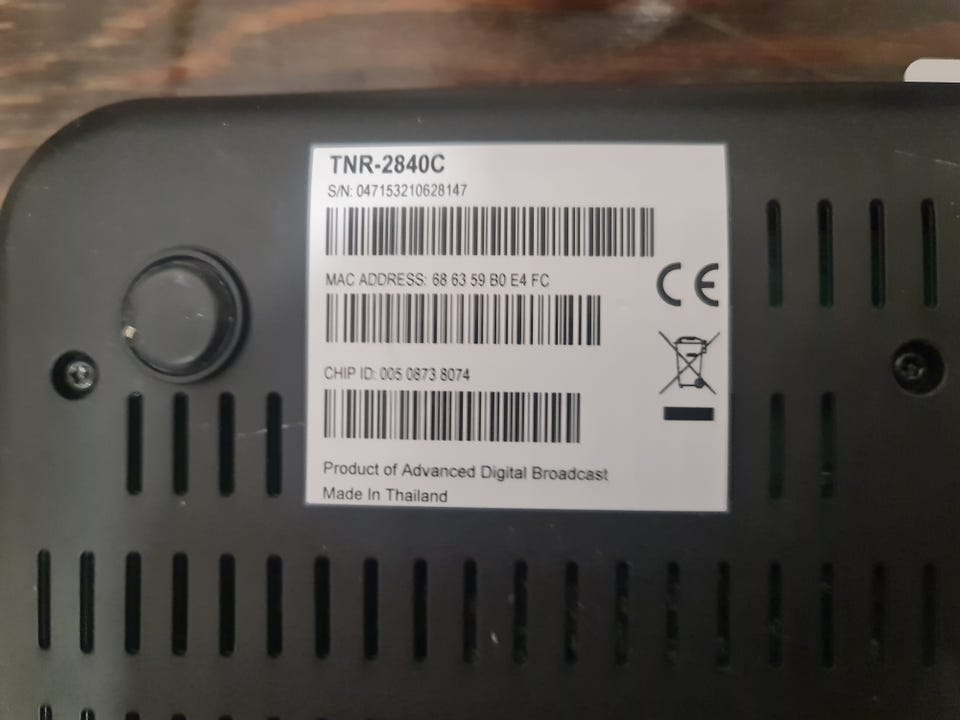 TNR-2840C
S/N: 047153210628147
MAC ADDRESS: 68 63 59 B0 E4 FC
CE
CHIP ID: 005 0873 8074
Product of Advanced Digital Broadcast
Made In Thailand